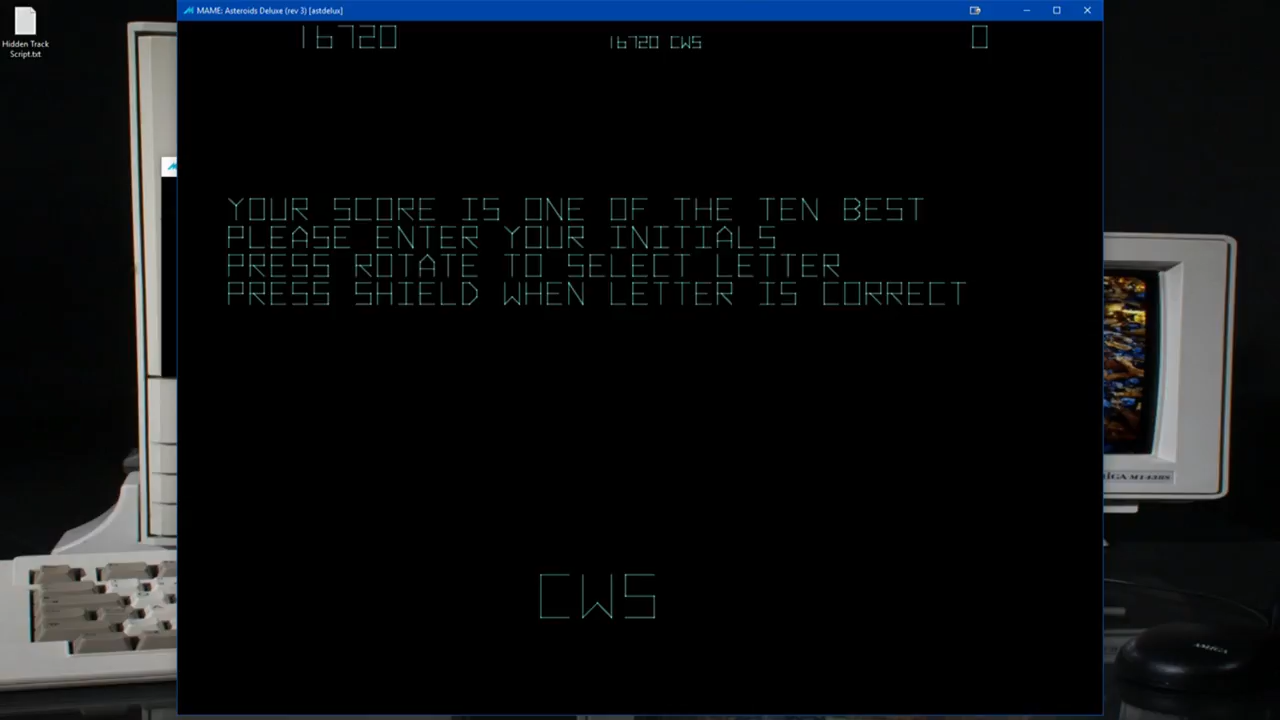 MAME: Asteroids Deluxe (rev 3) [astdelux]
Hidden Track
Script.txt
16720
16720 CWS
0
YOUR SCORE IS ONE OF THE TEN BEST
PLEASE ENTER YOUR INITIALS
PRESS ROTATE TO SELECT LETTER
PRESS SHIELD WHEN LETTER IS CORRECT
CWS
AMIGA